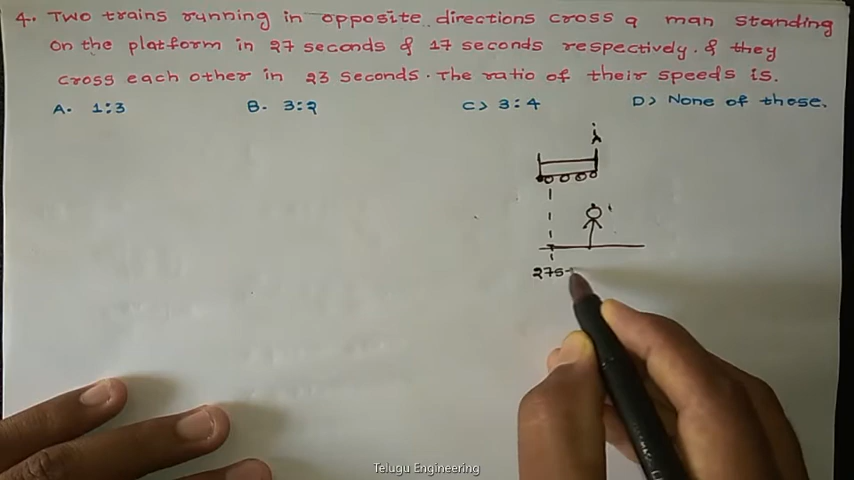 4. Two trains running in opposite directions cross a man standing
on the platform in 27 seconds & 17 seconds respectively. & they
cross each other in 23 seconds. The ratio of their speeds is.
A. 1:3 B. 3:2 C> 3:4 D> None of those.
27s
Telugu Engineering